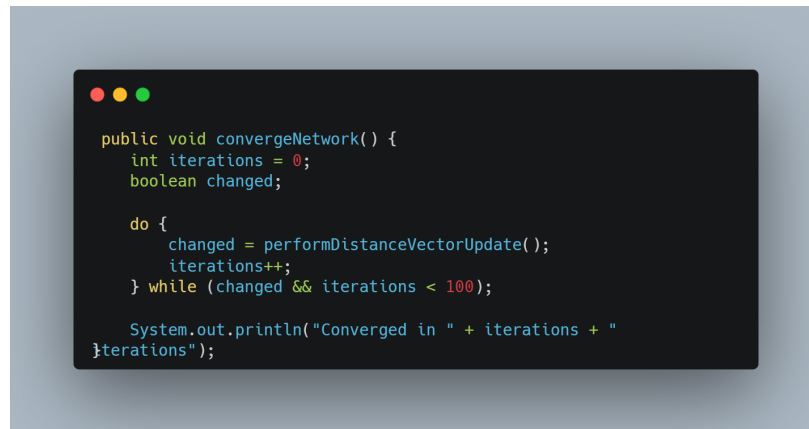 public void convergeNetwork() {
int iterations = 0;
boolean changed;
do {
changed = performDistanceVectorUpdate();
iterations++;
} while (changed && iterations < 100);
System.out.println("Converged in " + iterations + "
iterations");
}